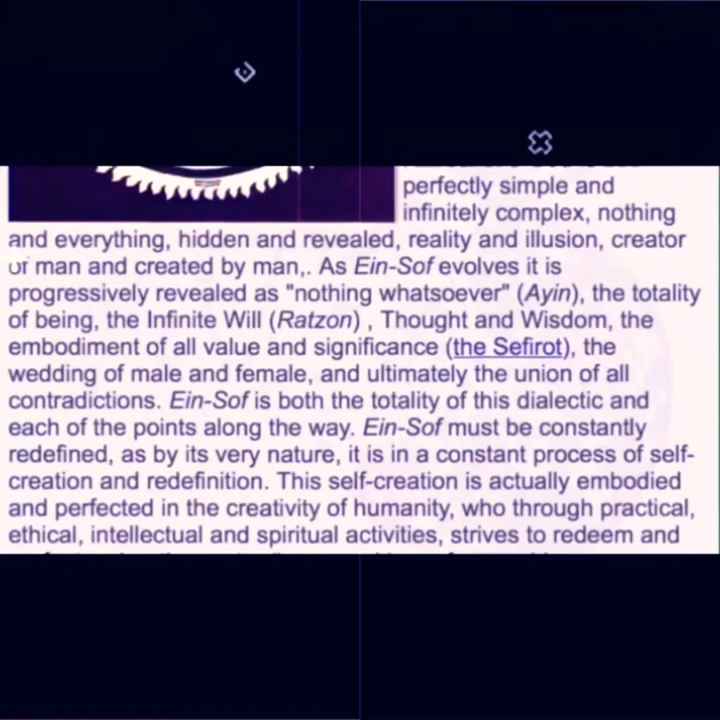 perfectly simple and
infinitely complex, nothing
and everything, hidden and revealed, reality and illusion, creator
of man and created by man,. As Ein-Sof evolves it is
progressively revealed as "nothing whatsoever" (Ayin), the totality
of being, the Infinite Will (Ratzon) , Thought and Wisdom, the
embodiment of all value and significance (the Sefirot), the
wedding of male and female, and ultimately the union of all
contradictions. Ein-Sof is both the totality of this dialectic and
each of the points along the way. Ein-Sof must be constantly
redefined, as by its very nature, it is in a constant process of self-
creation and redefinition. This self-creation is actually embodied
and perfected in the creativity of humanity, who through practical,
ethical, intellectual and spiritual activities, strives to redeem and